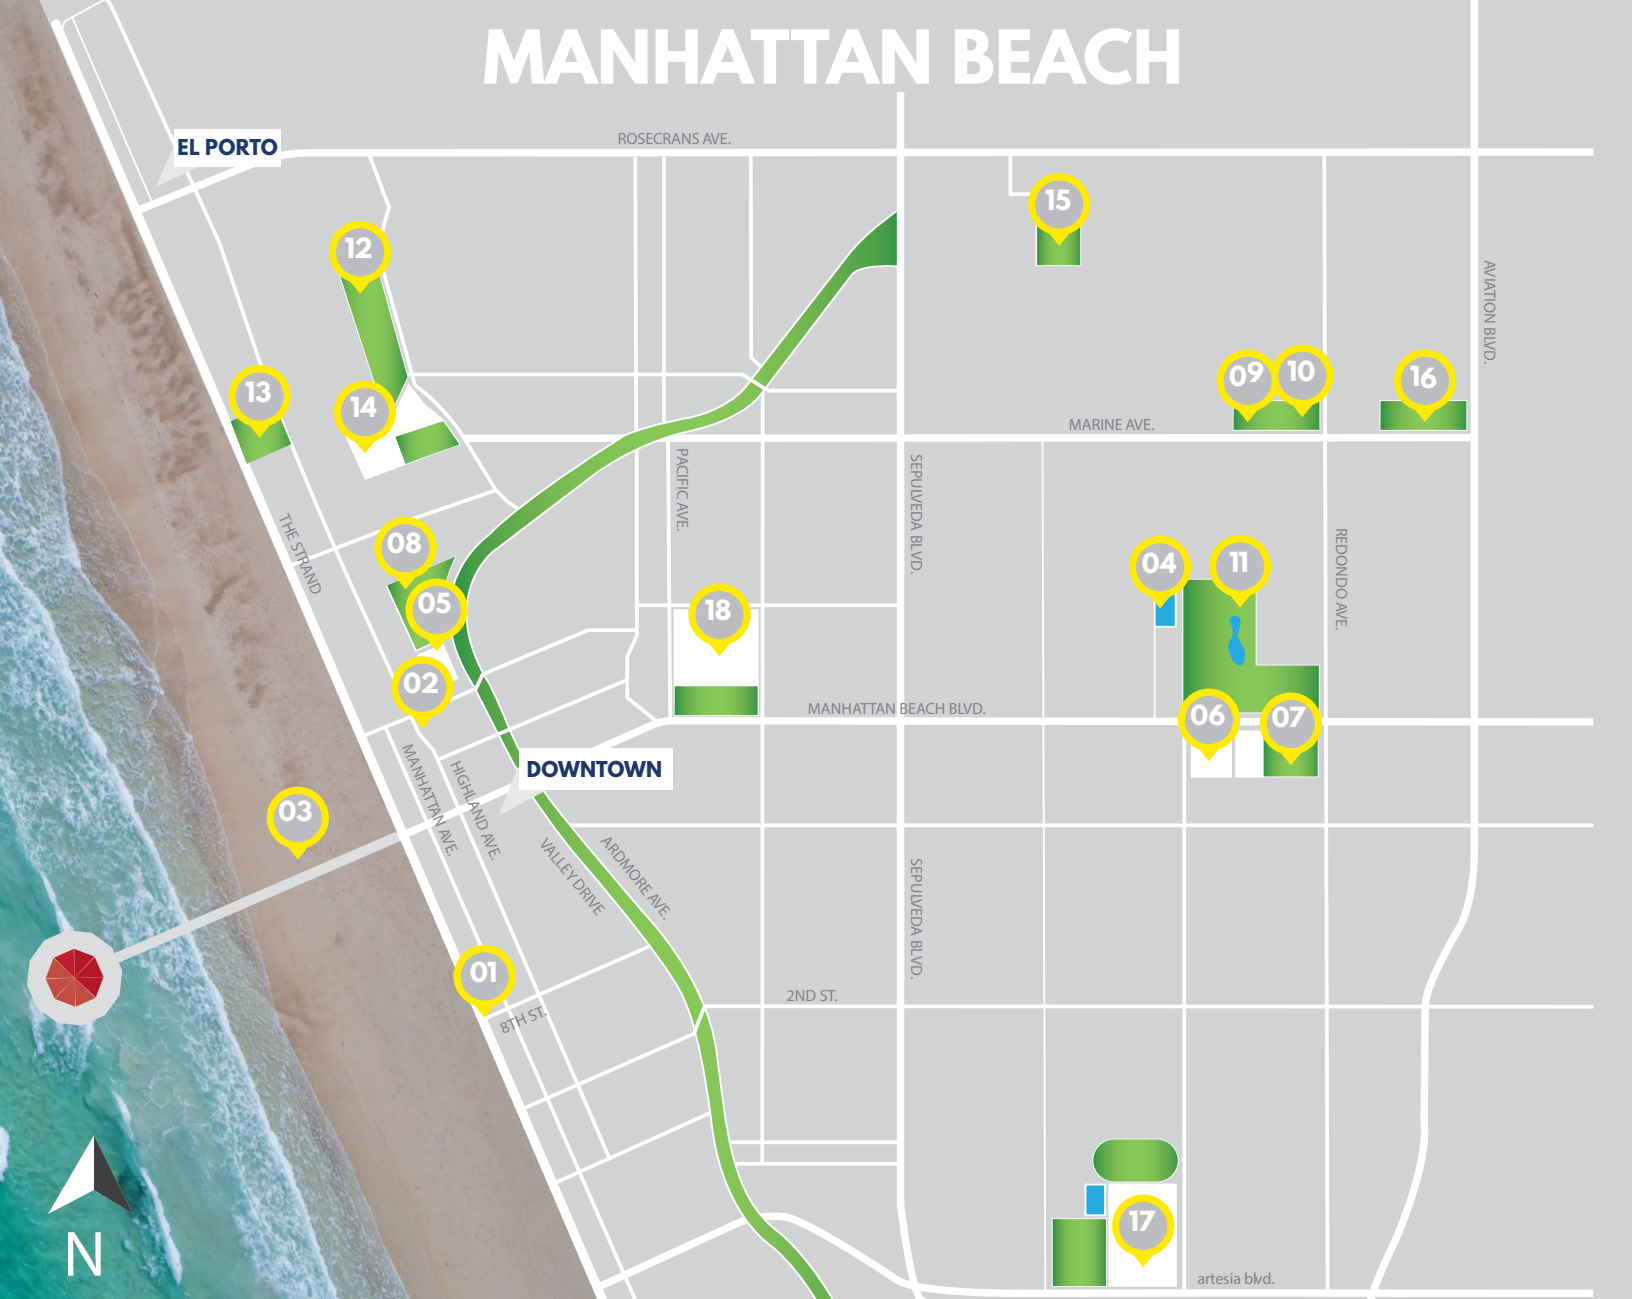 MANHATTAN BEACH
ROSECRANS AVE.
EL PORTO
15
12
AVIATION BLVD.
09
10
16
13
14
MARINE AVE.
PACIFIC AVE.
SEPULVEDA BLVD.
THE STRAND
08
REDONDO AVE.
04
11
05
18
02
MANHATTAN BEACH BLVD.
06
07
DOWNTOWN
MANHATTAN AVE.
HIGHLAND AVE.
03
VALLEY DRIVE
ARDMORE AVE.
SEPULVEDA BLVD.
01
2ND ST.
8TH ST.
17
N
artesia blvd.